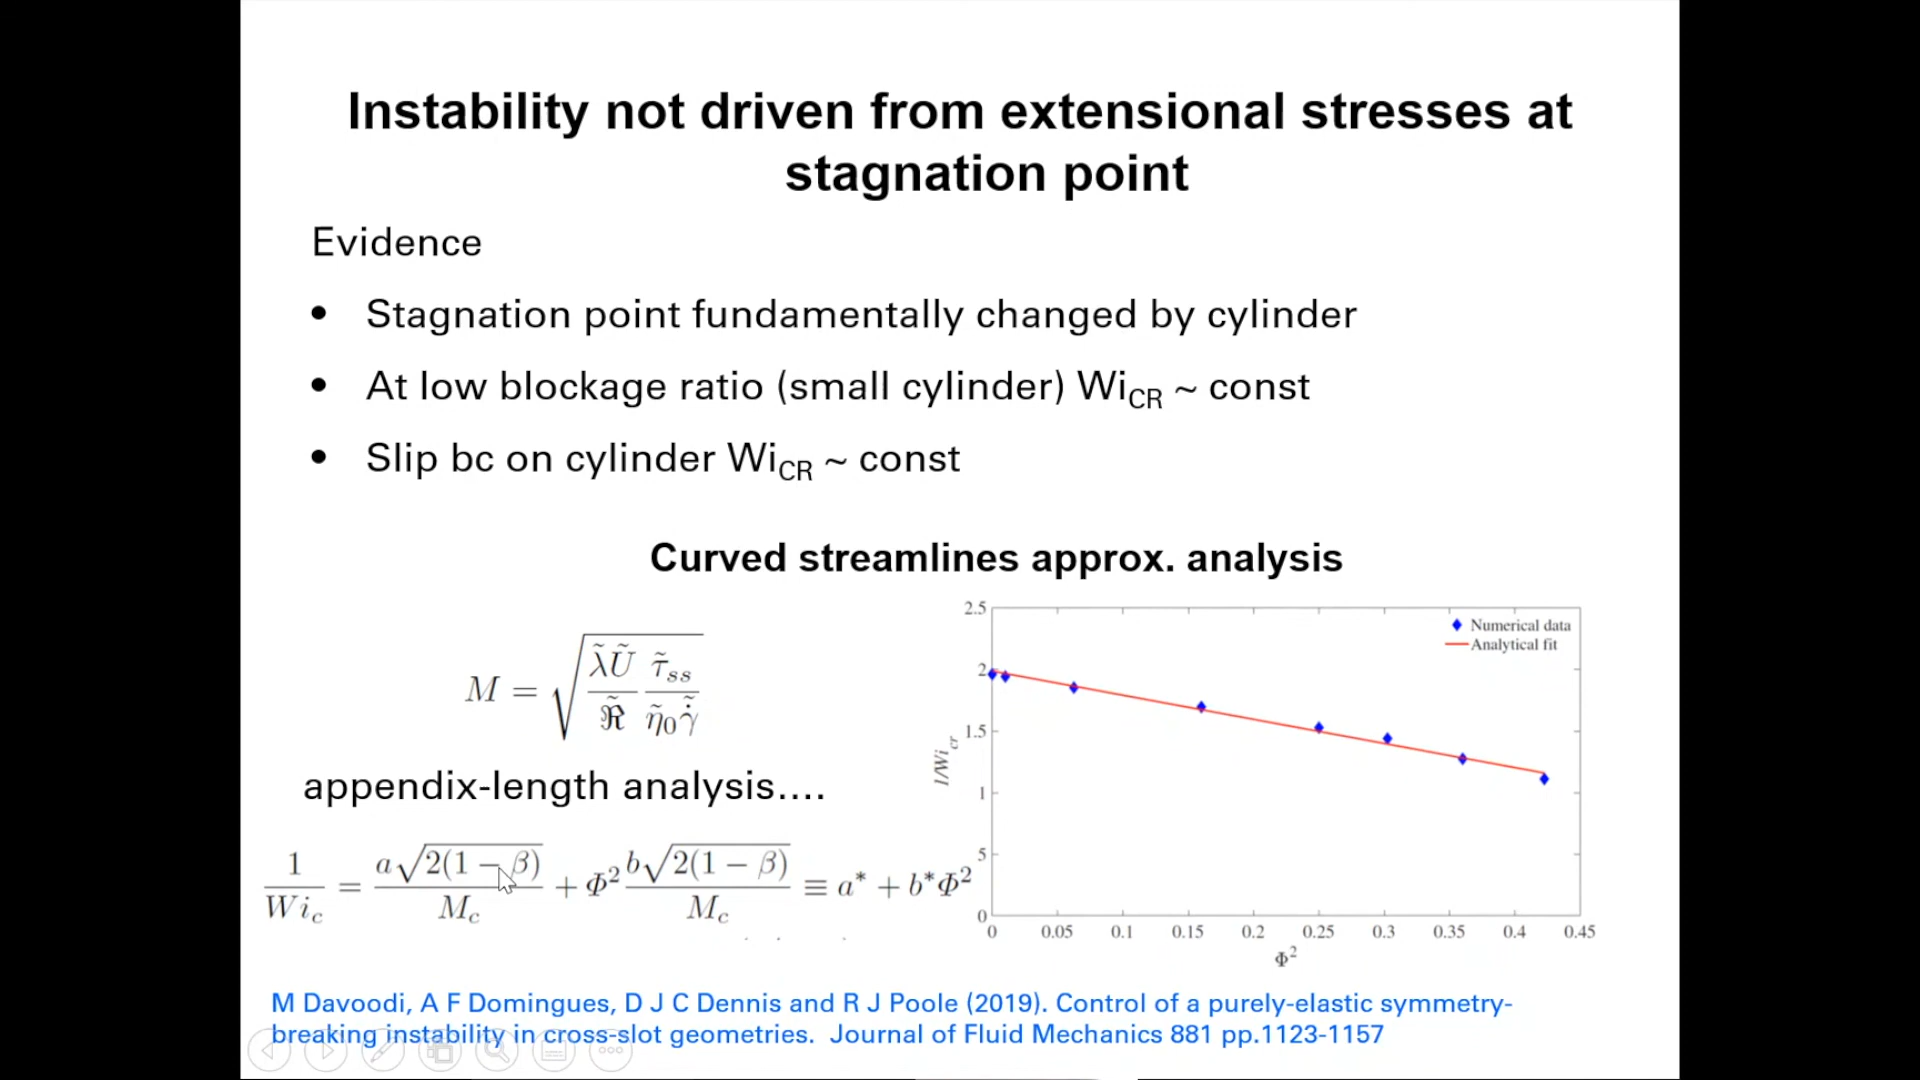 Instability not driven from extensional stresses at
stagnation point
Evidence
• Stagnation point fundamentally changed by cylinder
• At low blockage ratio (small cylinder) Wi_CR ~ const
• Slip bc on cylinder Wi_CR ~ const
Curved streamlines approx. analysis
M = √( (λ̃Ũ / ℜ̃) (τ̃_ss / η̃_0 γ̇̃) )
appendix-length analysis....
1/Wi_c = a√(2(1 − β))/M_c + Φ² b√(2(1 − β))/M_c ≡ a* + b*Φ²
Numerical data
Analytical fit
2.5
2
1.5
1
5
0
1/Wi_cr
0 0.05 0.1 0.15 0.2 0.25 0.3 0.35 0.4 0.45
Φ²
M Davoodi, A F Domingues, D J C Dennis and R J Poole (2019). Control of a purely-elastic symmetry-
breaking instability in cross-slot geometries. Journal of Fluid Mechanics 881 pp.1123-1157